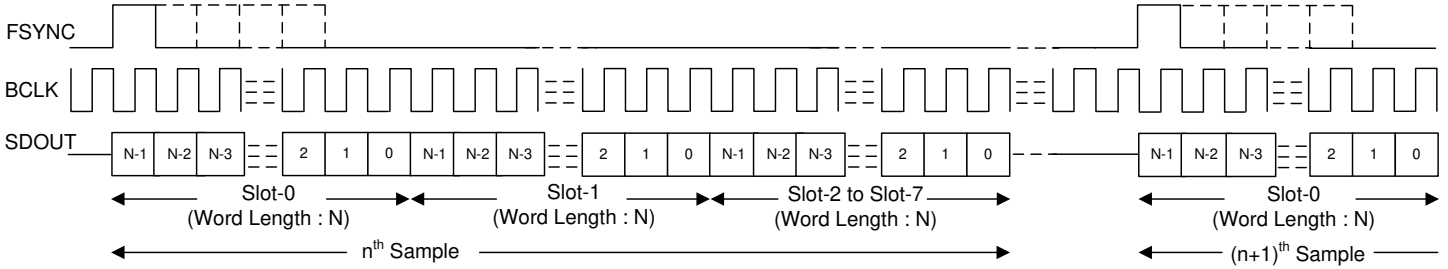 FSYNC
BCLK
SDOUT
N-1 N-2 N-3 2 1 0 N-1 N-2 N-3 2 1 0 N-1 N-2 N-3 2 1 0 N-1 N-2 N-3 2 1 0
Slot-0 Slot-1 Slot-2 to Slot-7 Slot-0
(Word Length : N) (Word Length : N) (Word Length : N) (Word Length : N)
nth Sample (n+1)th Sample